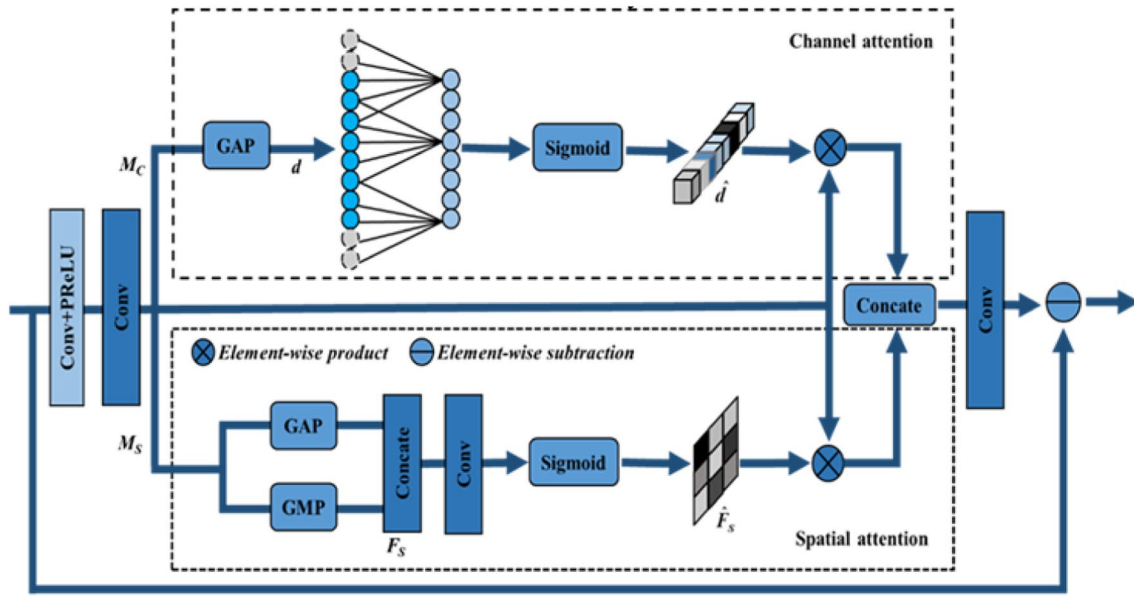 Channel attention
GAP
M_C
d
Sigmoid
d̂
Conv+PReLU
Conv
Concate
Conv
Element-wise product
Element-wise subtraction
M_S
GAP
GMP
Concate
F_S
Conv
Sigmoid
F̂_S
Spatial attention